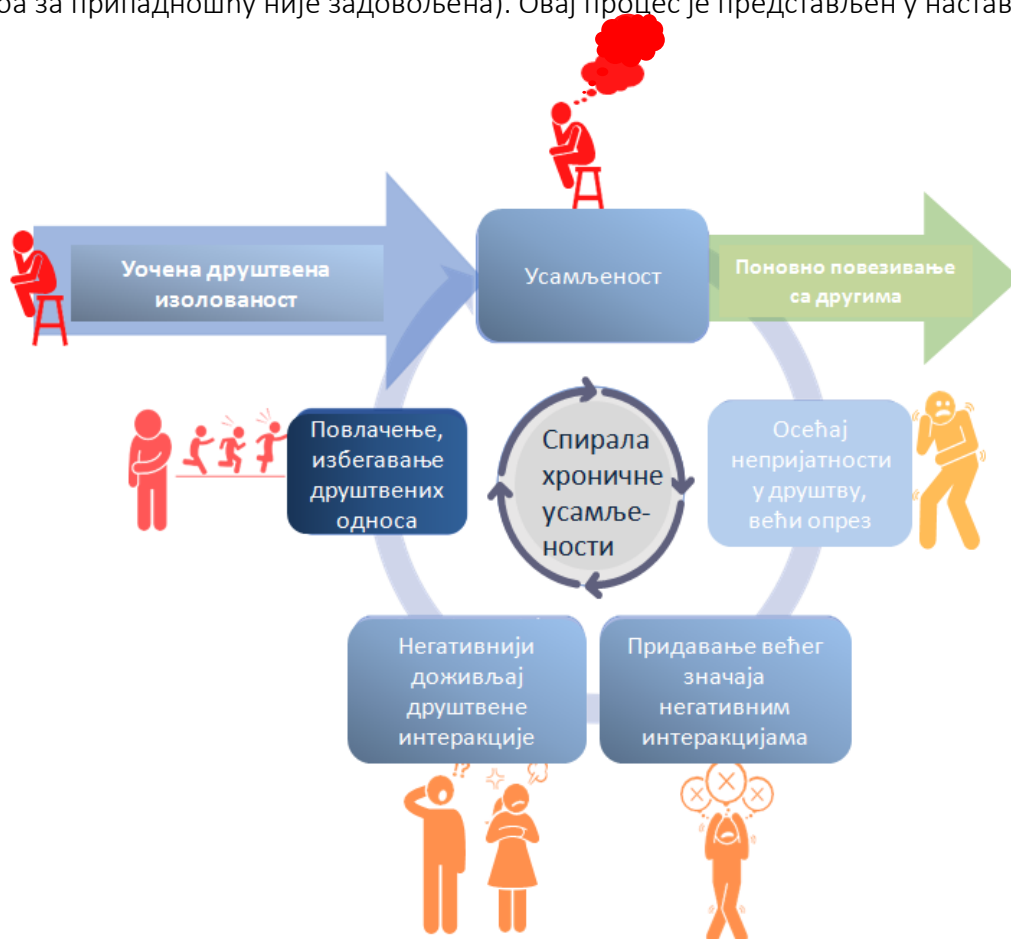 за припадношћу није задовољена). Овај процес је представљен у
Уочена друштвена
изолованост
Усамљеност
Поновно повезивање
са другима
Повлачење,
избегавање
друштвених
односа
Спирала
хроничне
усамље-
ности
Осећај
непријатности
у друштву,
већи опрез
Негативнији
доживљај
друштвене
интеракције
Придавање већег
значаја
негативним
интеракцијама
!?